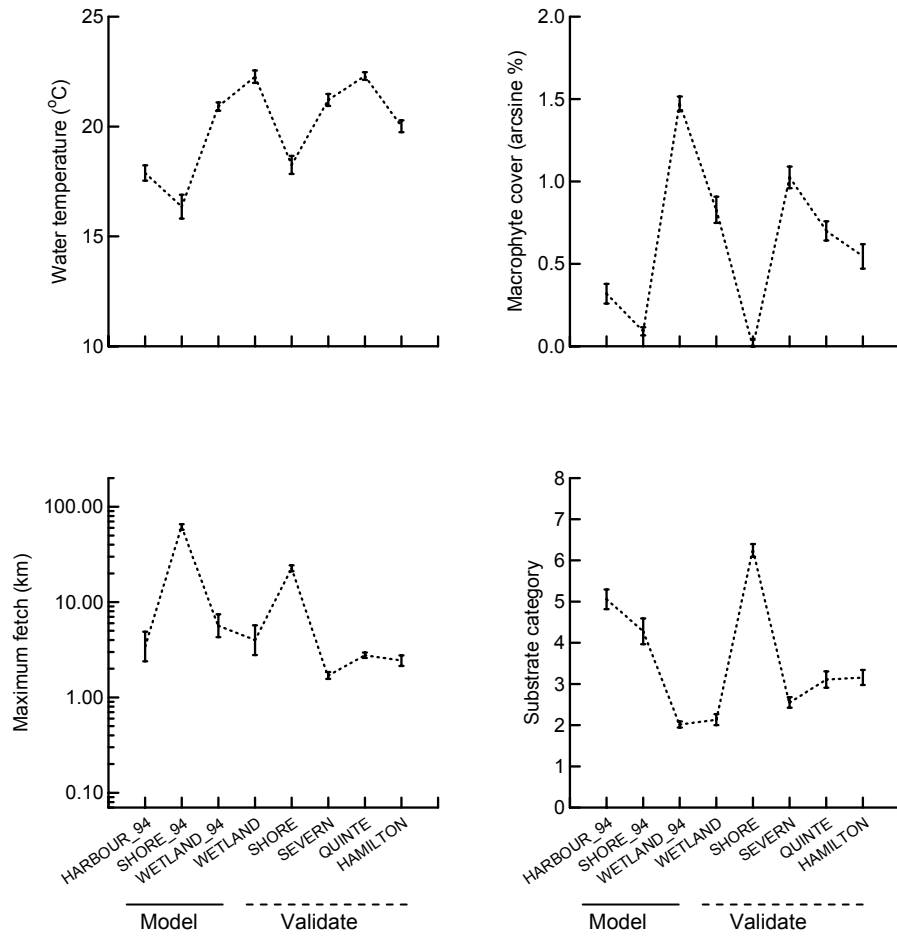 Water temperature (°C)
25
20
15
10
Macrophyte cover (arcsine %)
2.0
1.5
1.0
0.5
0.0
Maximum fetch (km)
100.00
10.00
1.00
0.10
HARBOUR_94
SHORE_94
WETLAND_94
WETLAND
SHORE
SEVERN
QUINTE
HAMILTON
Model
Validate
Substrate category
8
7
6
5
4
3
2
1
0
HARBOUR_94
SHORE_94
WETLAND_94
WETLAND
SHORE
SEVERN
QUINTE
HAMILTON
Model
Validate